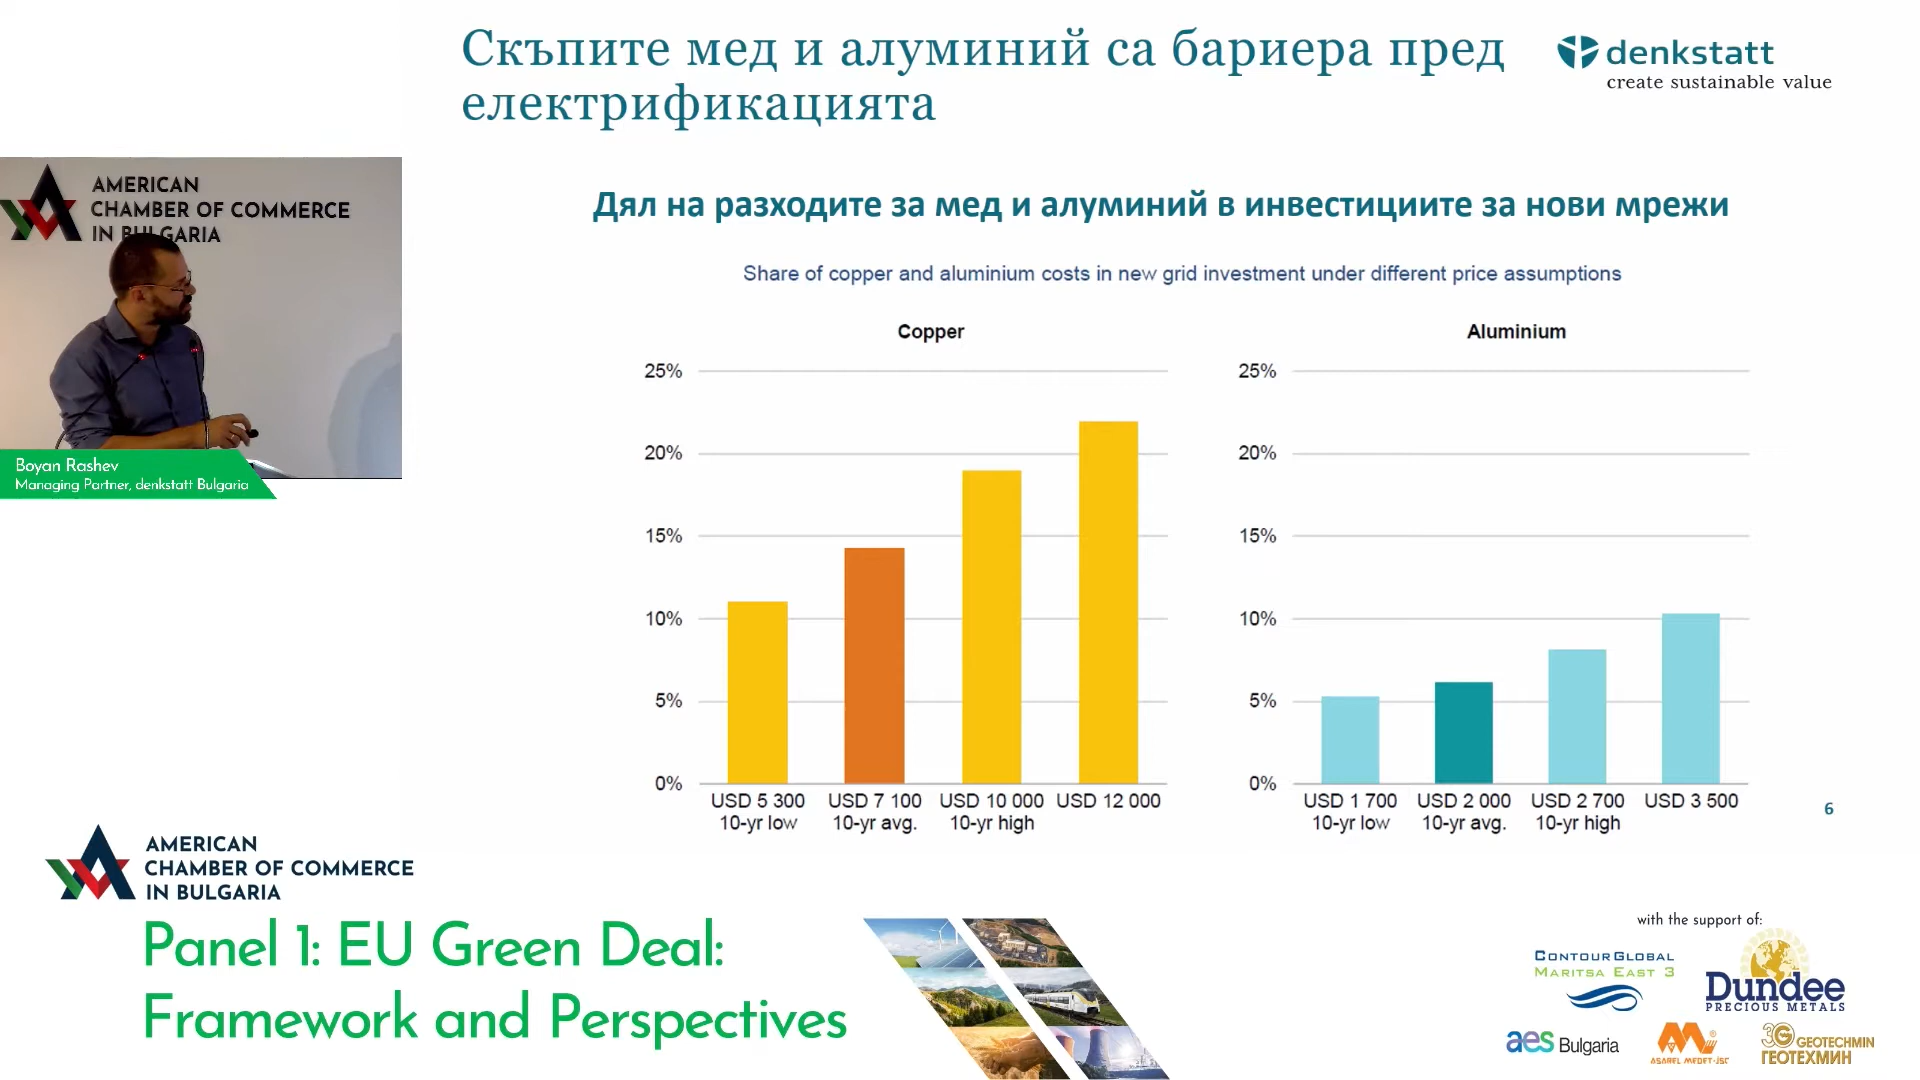 Скъпите мед и алуминий са бариера пред
електрификацията
denkstatt
create sustainable value
AMERICAN
CHAMBER OF COMMERCE
IN BULGARIA
Boyan Rashev
Managing Partner, denkstatt Bulgaria
Дял на разходите за мед и алуминий в инвестициите за нови мрежи
Share of copper and aluminium costs in new grid investment under different price assumptions
Copper
25%
20%
15%
10%
5%
0%
USD 5 300 USD 7 100 USD 10 000 USD 12 000
10-yr low 10-yr avg. 10-yr high
Aluminium
25%
20%
15%
10%
5%
0%
USD 1 700 USD 2 000 USD 2 700 USD 3 500
10-yr low 10-yr avg. 10-yr high
6
AMERICAN
CHAMBER OF COMMERCE
IN BULGARIA
Panel 1: EU Green Deal:
Framework and Perspectives
with the support of:
CONTOURGLOBAL
MARITSA EAST 3
Dundee
PRECIOUS METALS
aes Bulgaria
ASAREL MEDET-JSC
3G GEOTECHMIN
ГЕОТЕХМИН